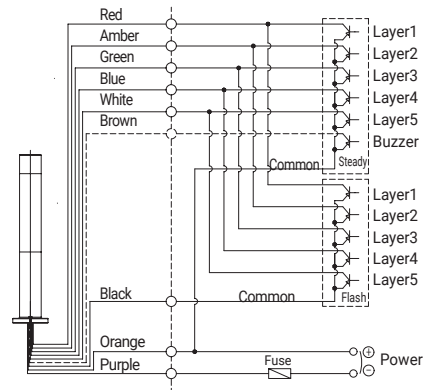 Red
Amber
Green
Blue
White
Brown
Layer1
Layer2
Layer3
Layer4
Layer5
Buzzer
Common
Steady
Layer1
Layer2
Layer3
Layer4
Layer5
Black
Common
Flash
Orange
Purple
Fuse
⊕
⊖
Power